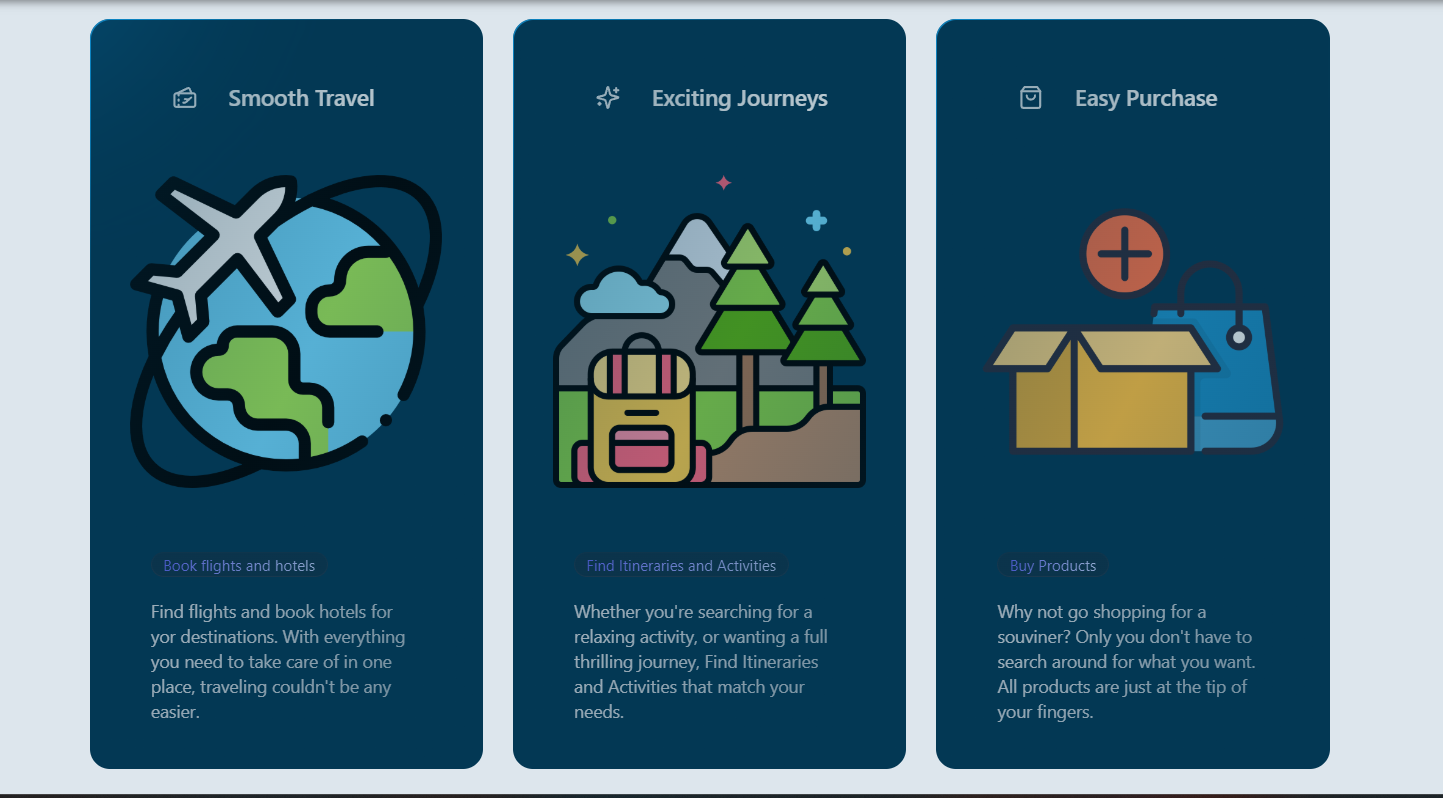 Smooth Travel
Book flights and hotels
Find flights and book hotels for
yor destinations. With everything
you need to take care of in one
place, traveling couldn't be any
easier.
Exciting Journeys
Find Itineraries and Activities
Whether you're searching for a
relaxing activity, or wanting a full
thrilling journey, Find Itineraries
and Activities that match your
needs.
Easy Purchase
Buy Products
Why not go shopping for a
souviner? Only you don't have to
search around for what you want.
All products are just at the tip of
your fingers.